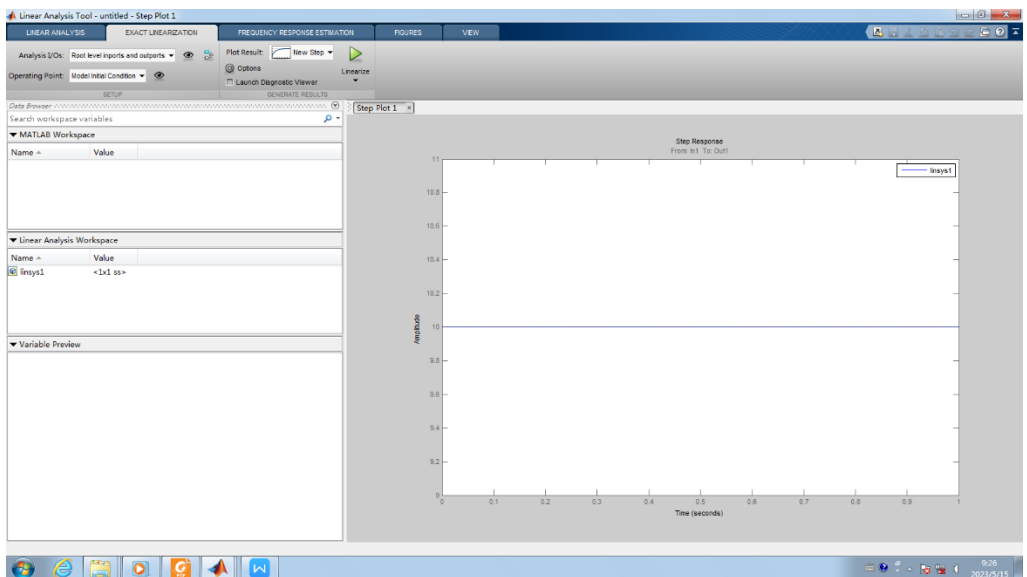 Linear Analysis Tool - untitled - Step Plot 1
LINEAR ANALYSIS EXACT LINEARIZATION FREQUENCY RESPONSE ESTIMATION FIGURES VIEW
Analysis I/Os: Root level inports and outports Plot Result: New Step
Options Linearize
Operating Point: Model Initial Condition Launch Diagnostic Viewer
SETUP GENERATE RESULTS
Data Browser Step Plot 1
Search workspace variables
MATLAB Workspace
Name Value
Linear Analysis Workspace
Name Value
linsys1 <1x1 ss>
Variable Preview
Step Response
From: In1 To: Out1
linsys1
11
10.8
10.6
10.4
10.2
10
9.8
9.6
9.4
9.2
9
Amplitude
0 0.1 0.2 0.3 0.4 0.5 0.6 0.7 0.8 0.9 1
Time (seconds)
9:26
2023/5/15